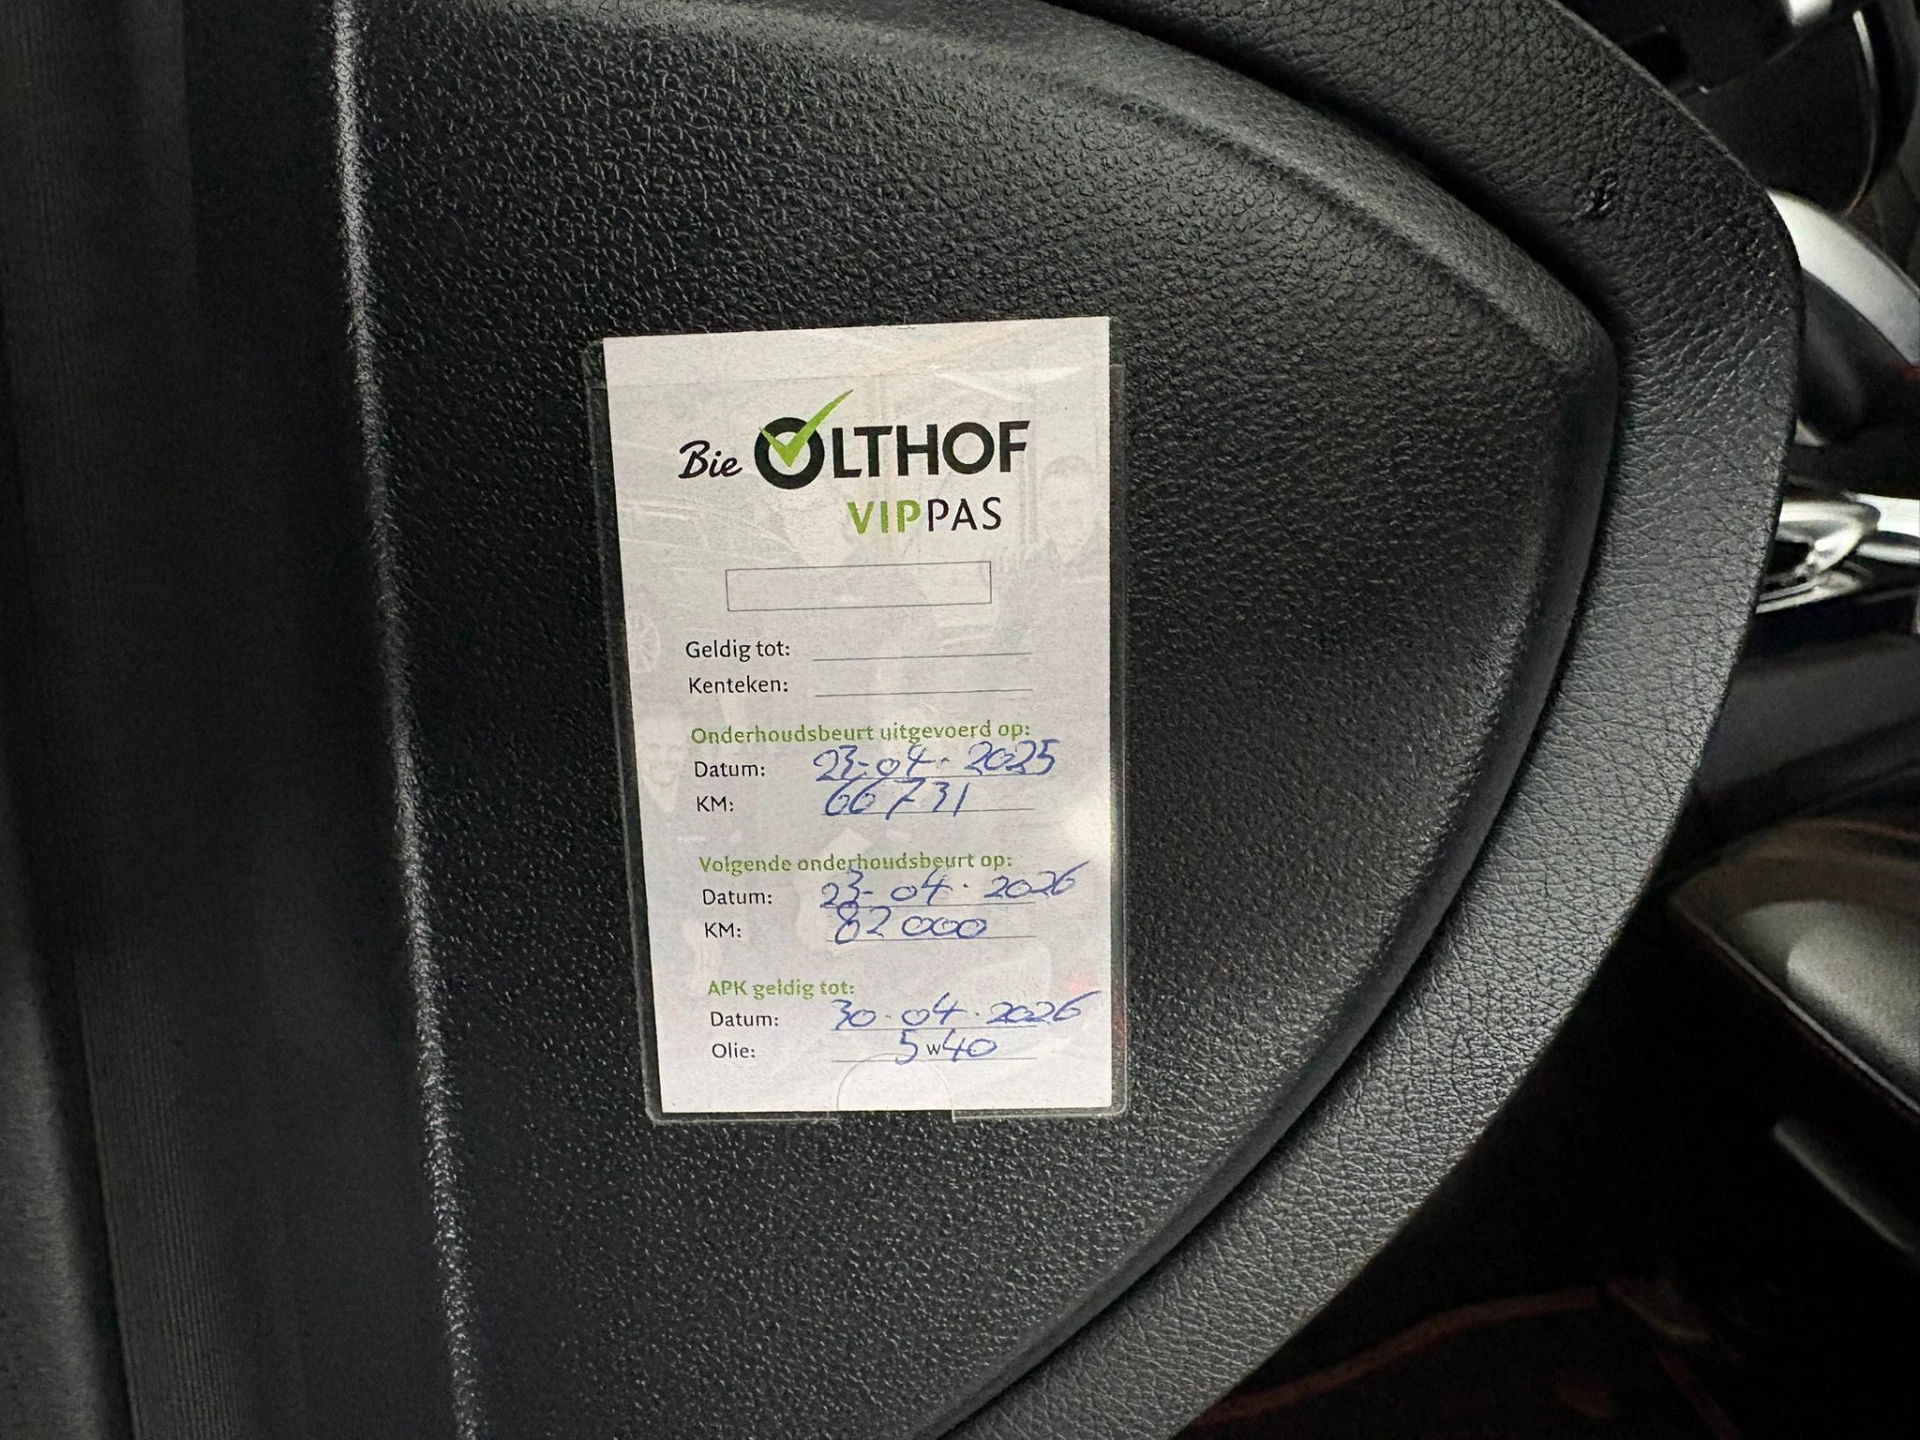 Bie OLTHOF
VIPPAS
Geldig tot:
Kenteken:
Onderhoudsbeurt uitgevoerd op:
Datum: 23-04-2025
KM: 66731
Volgende onderhoudsbeurt op:
Datum: 23-04-2026
KM: 82000
APK geldig tot:
Datum: 30-04-2026
Olie: 5w40